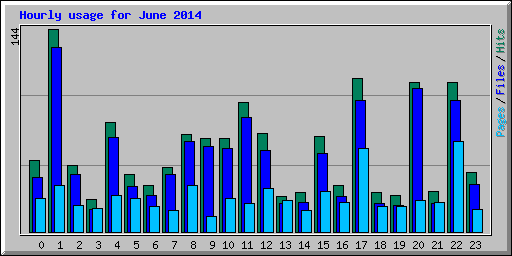 Hourly usage for June 2014
144
Pages / Files / Hits
0 1 2 3 4 5 6 7 8 9 10 11 12 13 14 15 16 17 18 19 20 21 22 23